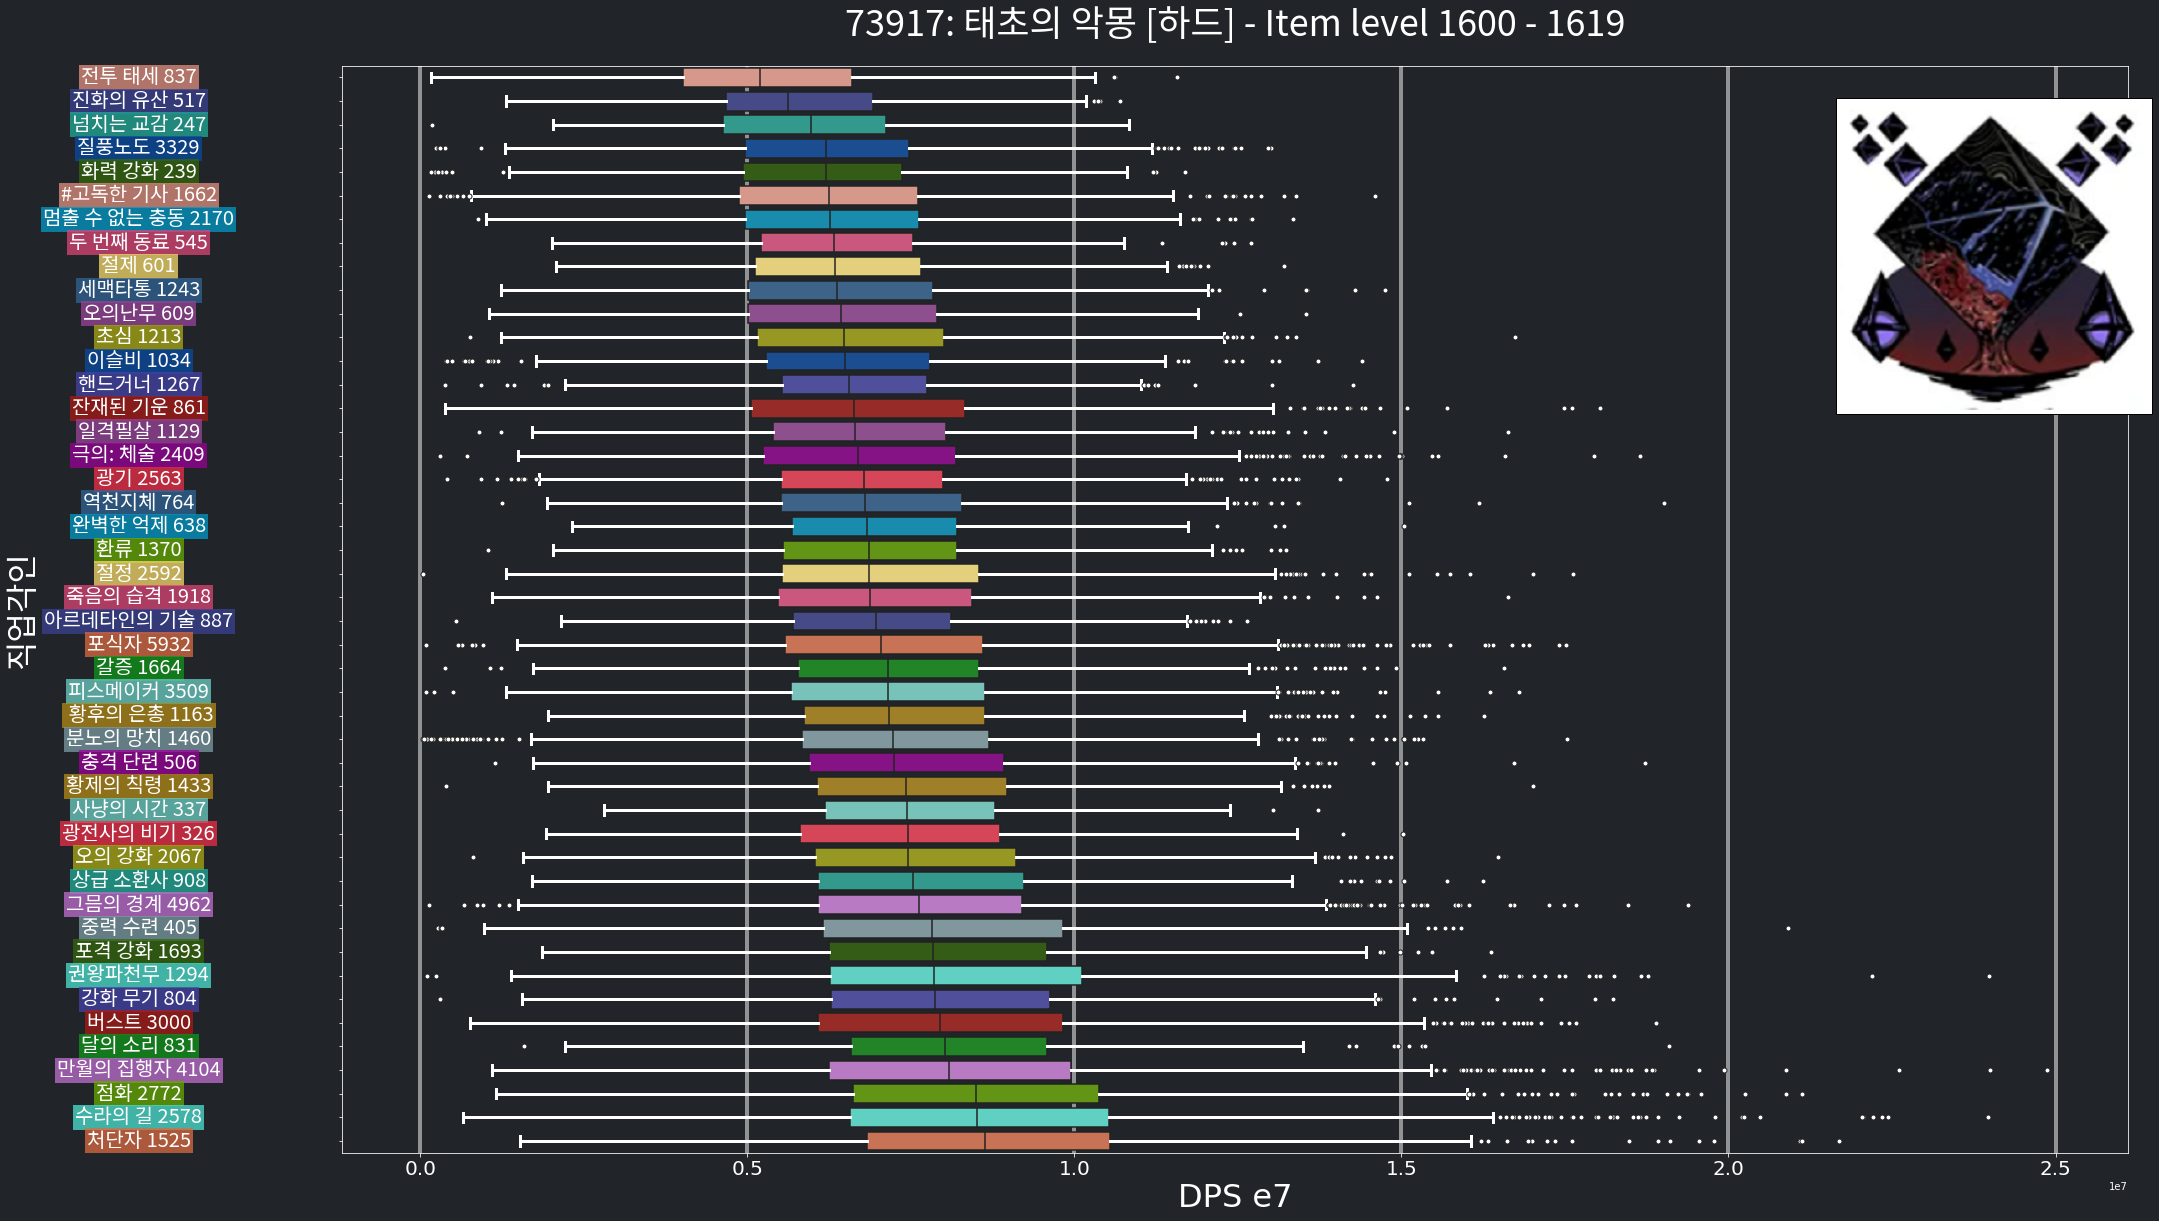 73917: 태초의 악몽 [하드] - Item level 1600 - 1619
전투 태세 837
진화의 유산 517
넘치는 교감 247
질풍노도 3329
화력 강화 239
#고독한 기사 1662
멈출 수 없는 충동 2170
두 번째 동료 545
절제 601
세맥타통 1243
오의난무 609
초심 1213
이슬비 1034
핸드거너 1267
잔재된 기운 861
일격필살 1129
극의: 체술 2409
광기 2563
역천지체 764
완벽한 억제 638
환류 1370
절정 2592
죽음의 습격 1918
아르데타인의 기술 887
포식자 5932
갈증 1664
피스메이커 3509
황후의 은총 1163
분노의 망치 1460
충격 단련 506
황제의 칙령 1433
사냥의 시간 337
광전사의 비기 326
오의 강화 2067
상급 소환사 908
그믐의 경계 4962
중력 수련 405
포격 강화 1693
권왕파천무 1294
강화 무기 804
버스트 3000
달의 소리 831
만월의 집행자 4104
점화 2772
수라의 길 2578
처단자 1525
직업각인
0.0 0.5 1.0 1.5 2.0 2.5
1e7
DPS e7